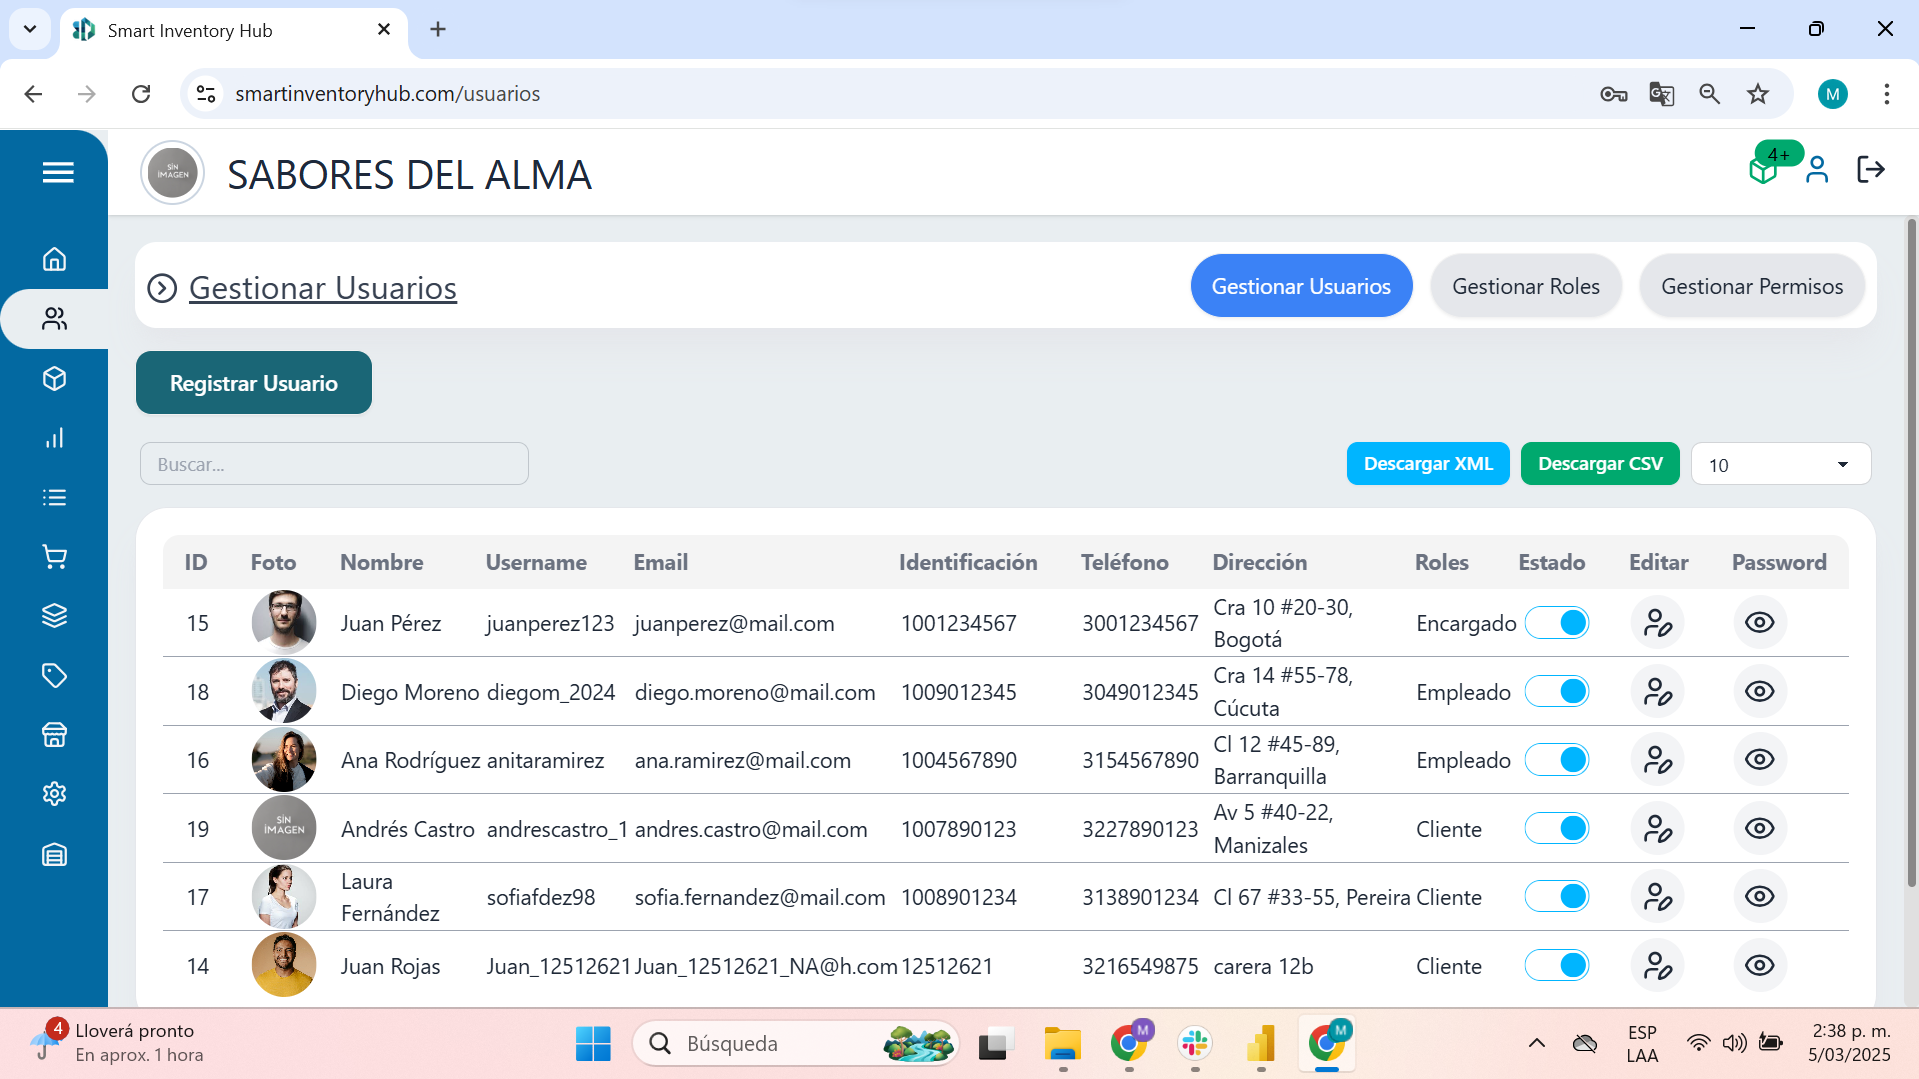 Smart Inventory Hub
smartinventoryhub.com/usuarios
M
SIN
IMAGEN
SABORES DEL ALMA
4+
Gestionar Usuarios
Gestionar Usuarios
Gestionar Roles
Gestionar Permisos
Registrar Usuario
Buscar...
Descargar XML
Descargar CSV
10
ID Foto Nombre Username Email Identificación Teléfono Dirección Roles Estado Editar Password
15 Juan Pérez juanperez123 juanperez@mail.com 1001234567 3001234567 Cra 10 #20-30, Encargado
Bogotá
18 Diego Moreno diegom_2024 diego.moreno@mail.com 1009012345 3049012345 Cra 14 #55-78, Empleado
Cúcuta
16 Ana Rodríguez anitaramirez ana.ramirez@mail.com 1004567890 3154567890 Cl 12 #45-89, Empleado
Barranquilla
19 SIN IMAGEN Andrés Castro andrescastro_1 andres.castro@mail.com 1007890123 3227890123 Av 5 #40-22, Cliente
Manizales
17 Laura sofiafdez98 sofia.fernandez@mail.com 1008901234 3138901234 Cl 67 #33-55, Pereira Cliente
Fernández
14 Juan Rojas Juan_12512621 Juan_12512621_NA@h.com 12512621 3216549875 carera 12b Cliente
4
Lloverá pronto
En aprox. 1 hora
Búsqueda
M
M
ESP
LAA
2:38 p. m.
5/03/2025